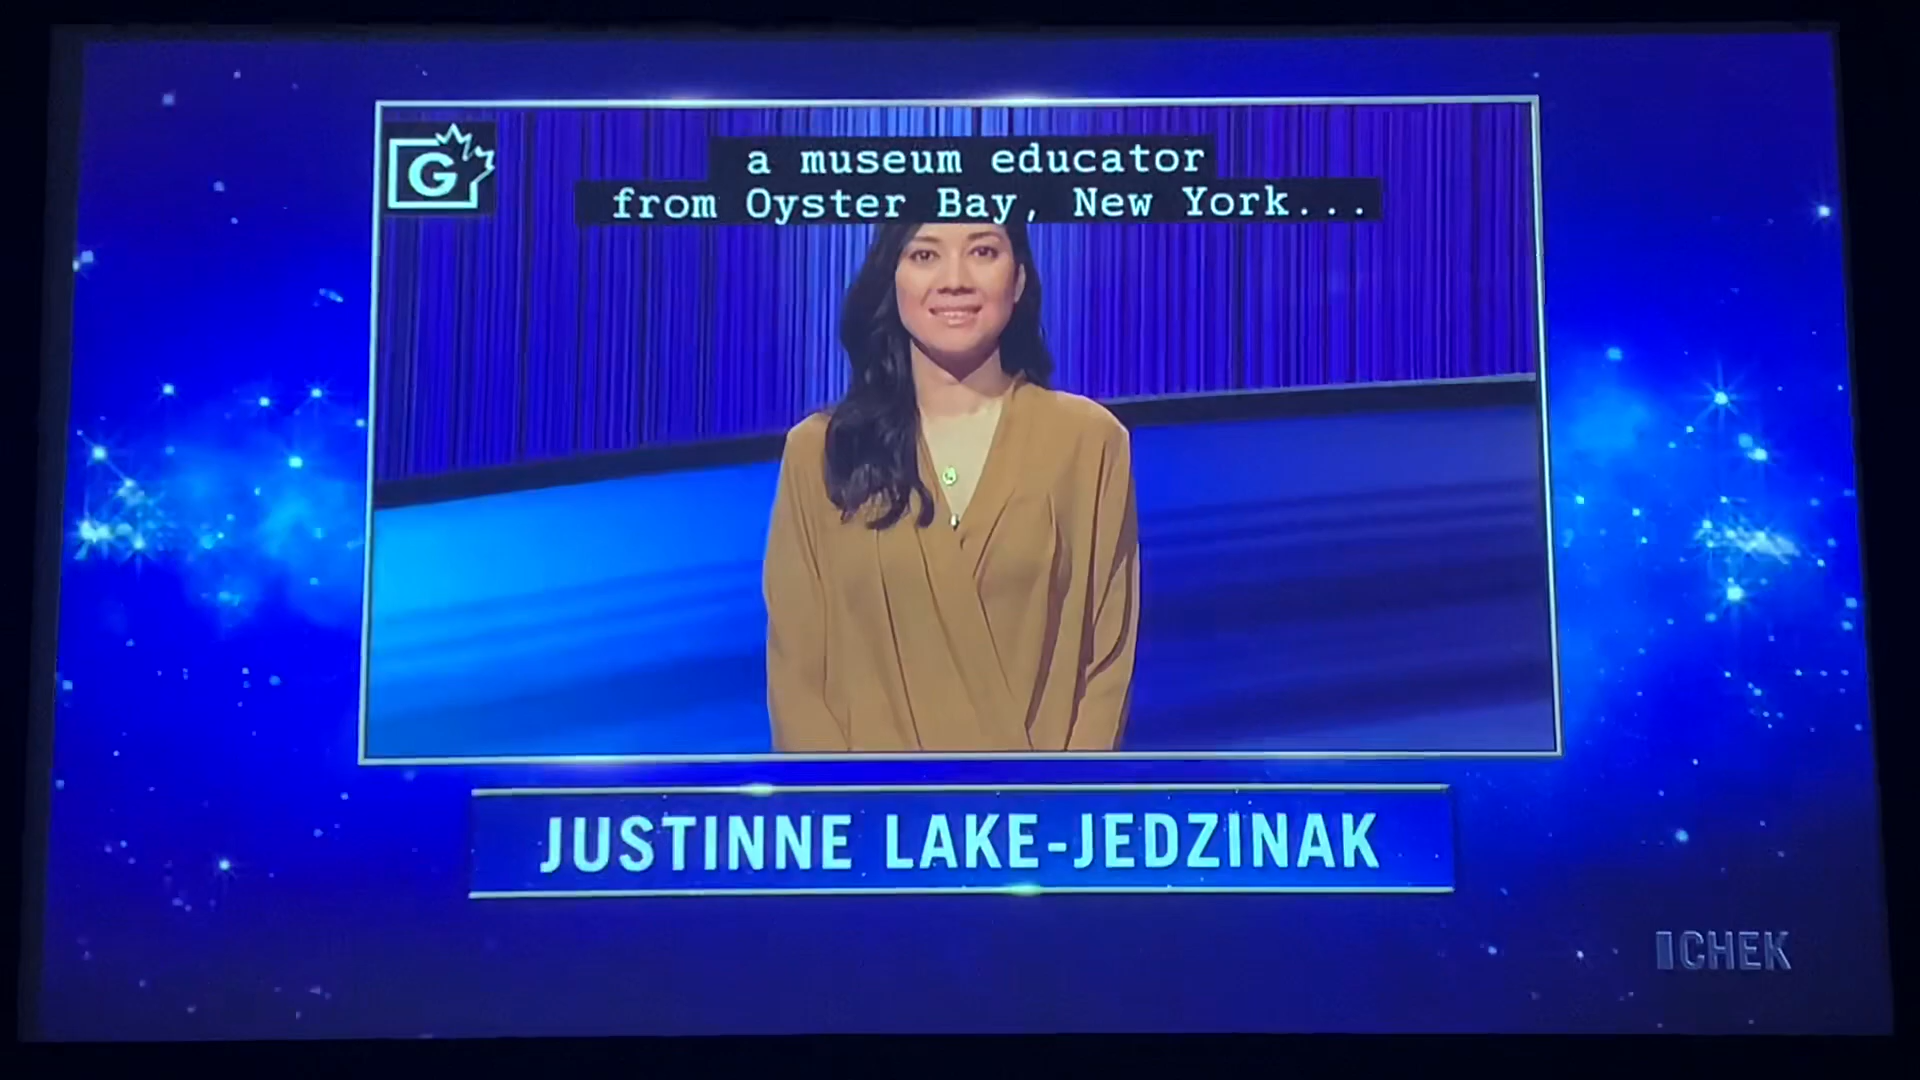 G
a museum educator
from Oyster Bay, New York...
JUSTINNE LAKE-JEDZINAK
CHEK